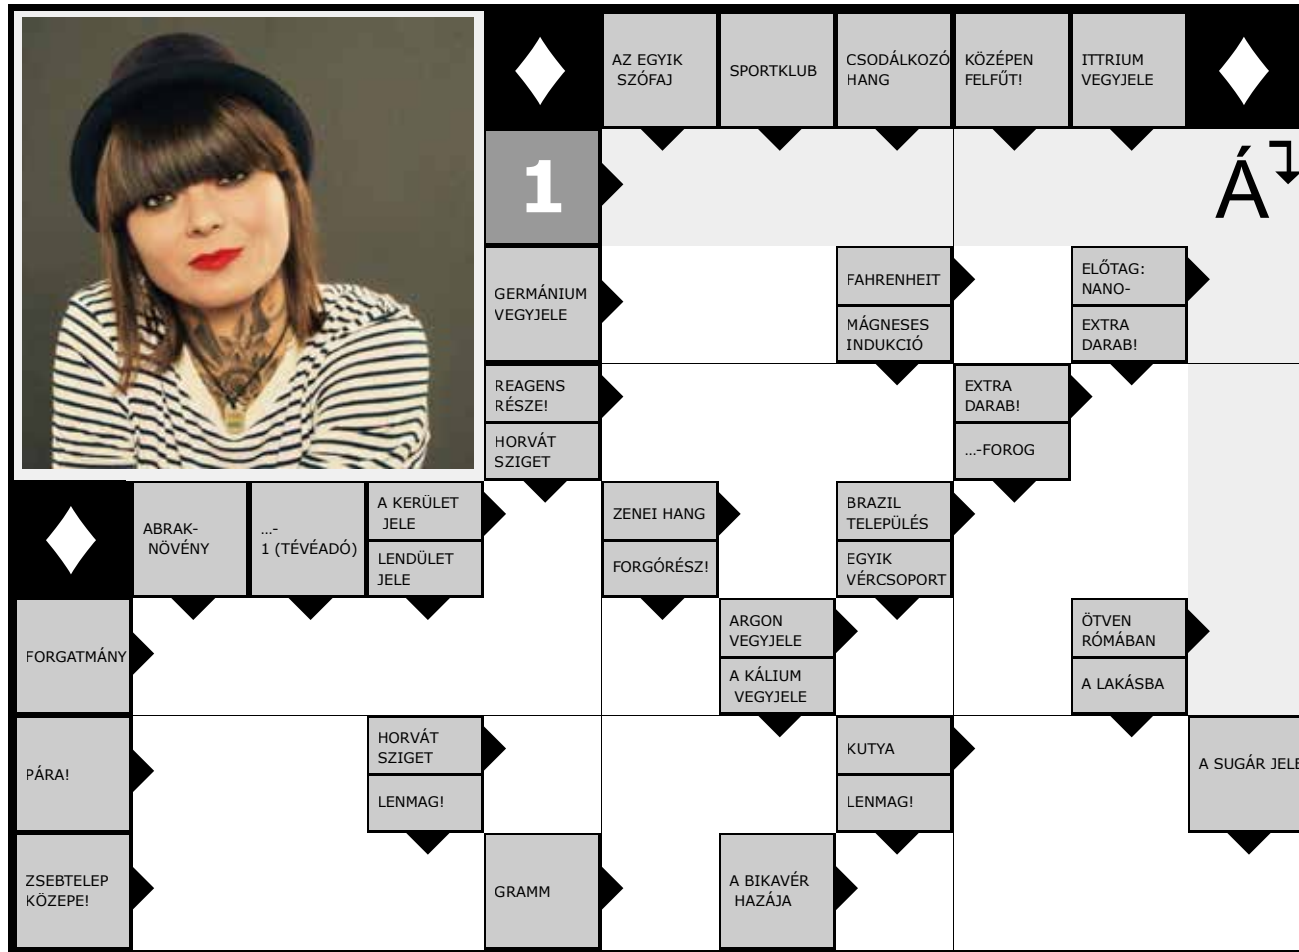 AZ EGYIK
SZÓFAJ
SPORTKLUB
CSODÁLKOZÓ
HANG
KÖZÉPEN
FELFŰT!
ITTRIUM
VEGYJELE
1
Á
GERMÁNIUM
VEGYJELE
FAHRENHEIT
MÁGNESES
INDUKCIÓ
ELŐTAG:
NANO-
EXTRA
DARAB!
REAGENS
RÉSZE!
HORVÁT
SZIGET
EXTRA
DARAB!
...-FOROG
ABRAK-
NÖVÉNY
...-
1 (TÉVÉADÓ)
A KERÜLET
JELE
LENDÜLET
JELE
ZENEI HANG
FORGÓRÉSZ!
BRAZIL
TELEPÜLÉS
EGYIK
VÉRCSOPORT
FORGATMÁNY
ARGON
VEGYJELE
A KÁLIUM
VEGYJELE
ÖTVEN
RÓMÁBAN
A LAKÁSBA
PÁRA!
HORVÁT
SZIGET
LENMAG!
KUTYA
LENMAG!
A SUGÁR JELE
ZSEBTELEP
KÖZEPE!
GRAMM
A BIKAVÉR
HAZÁJA